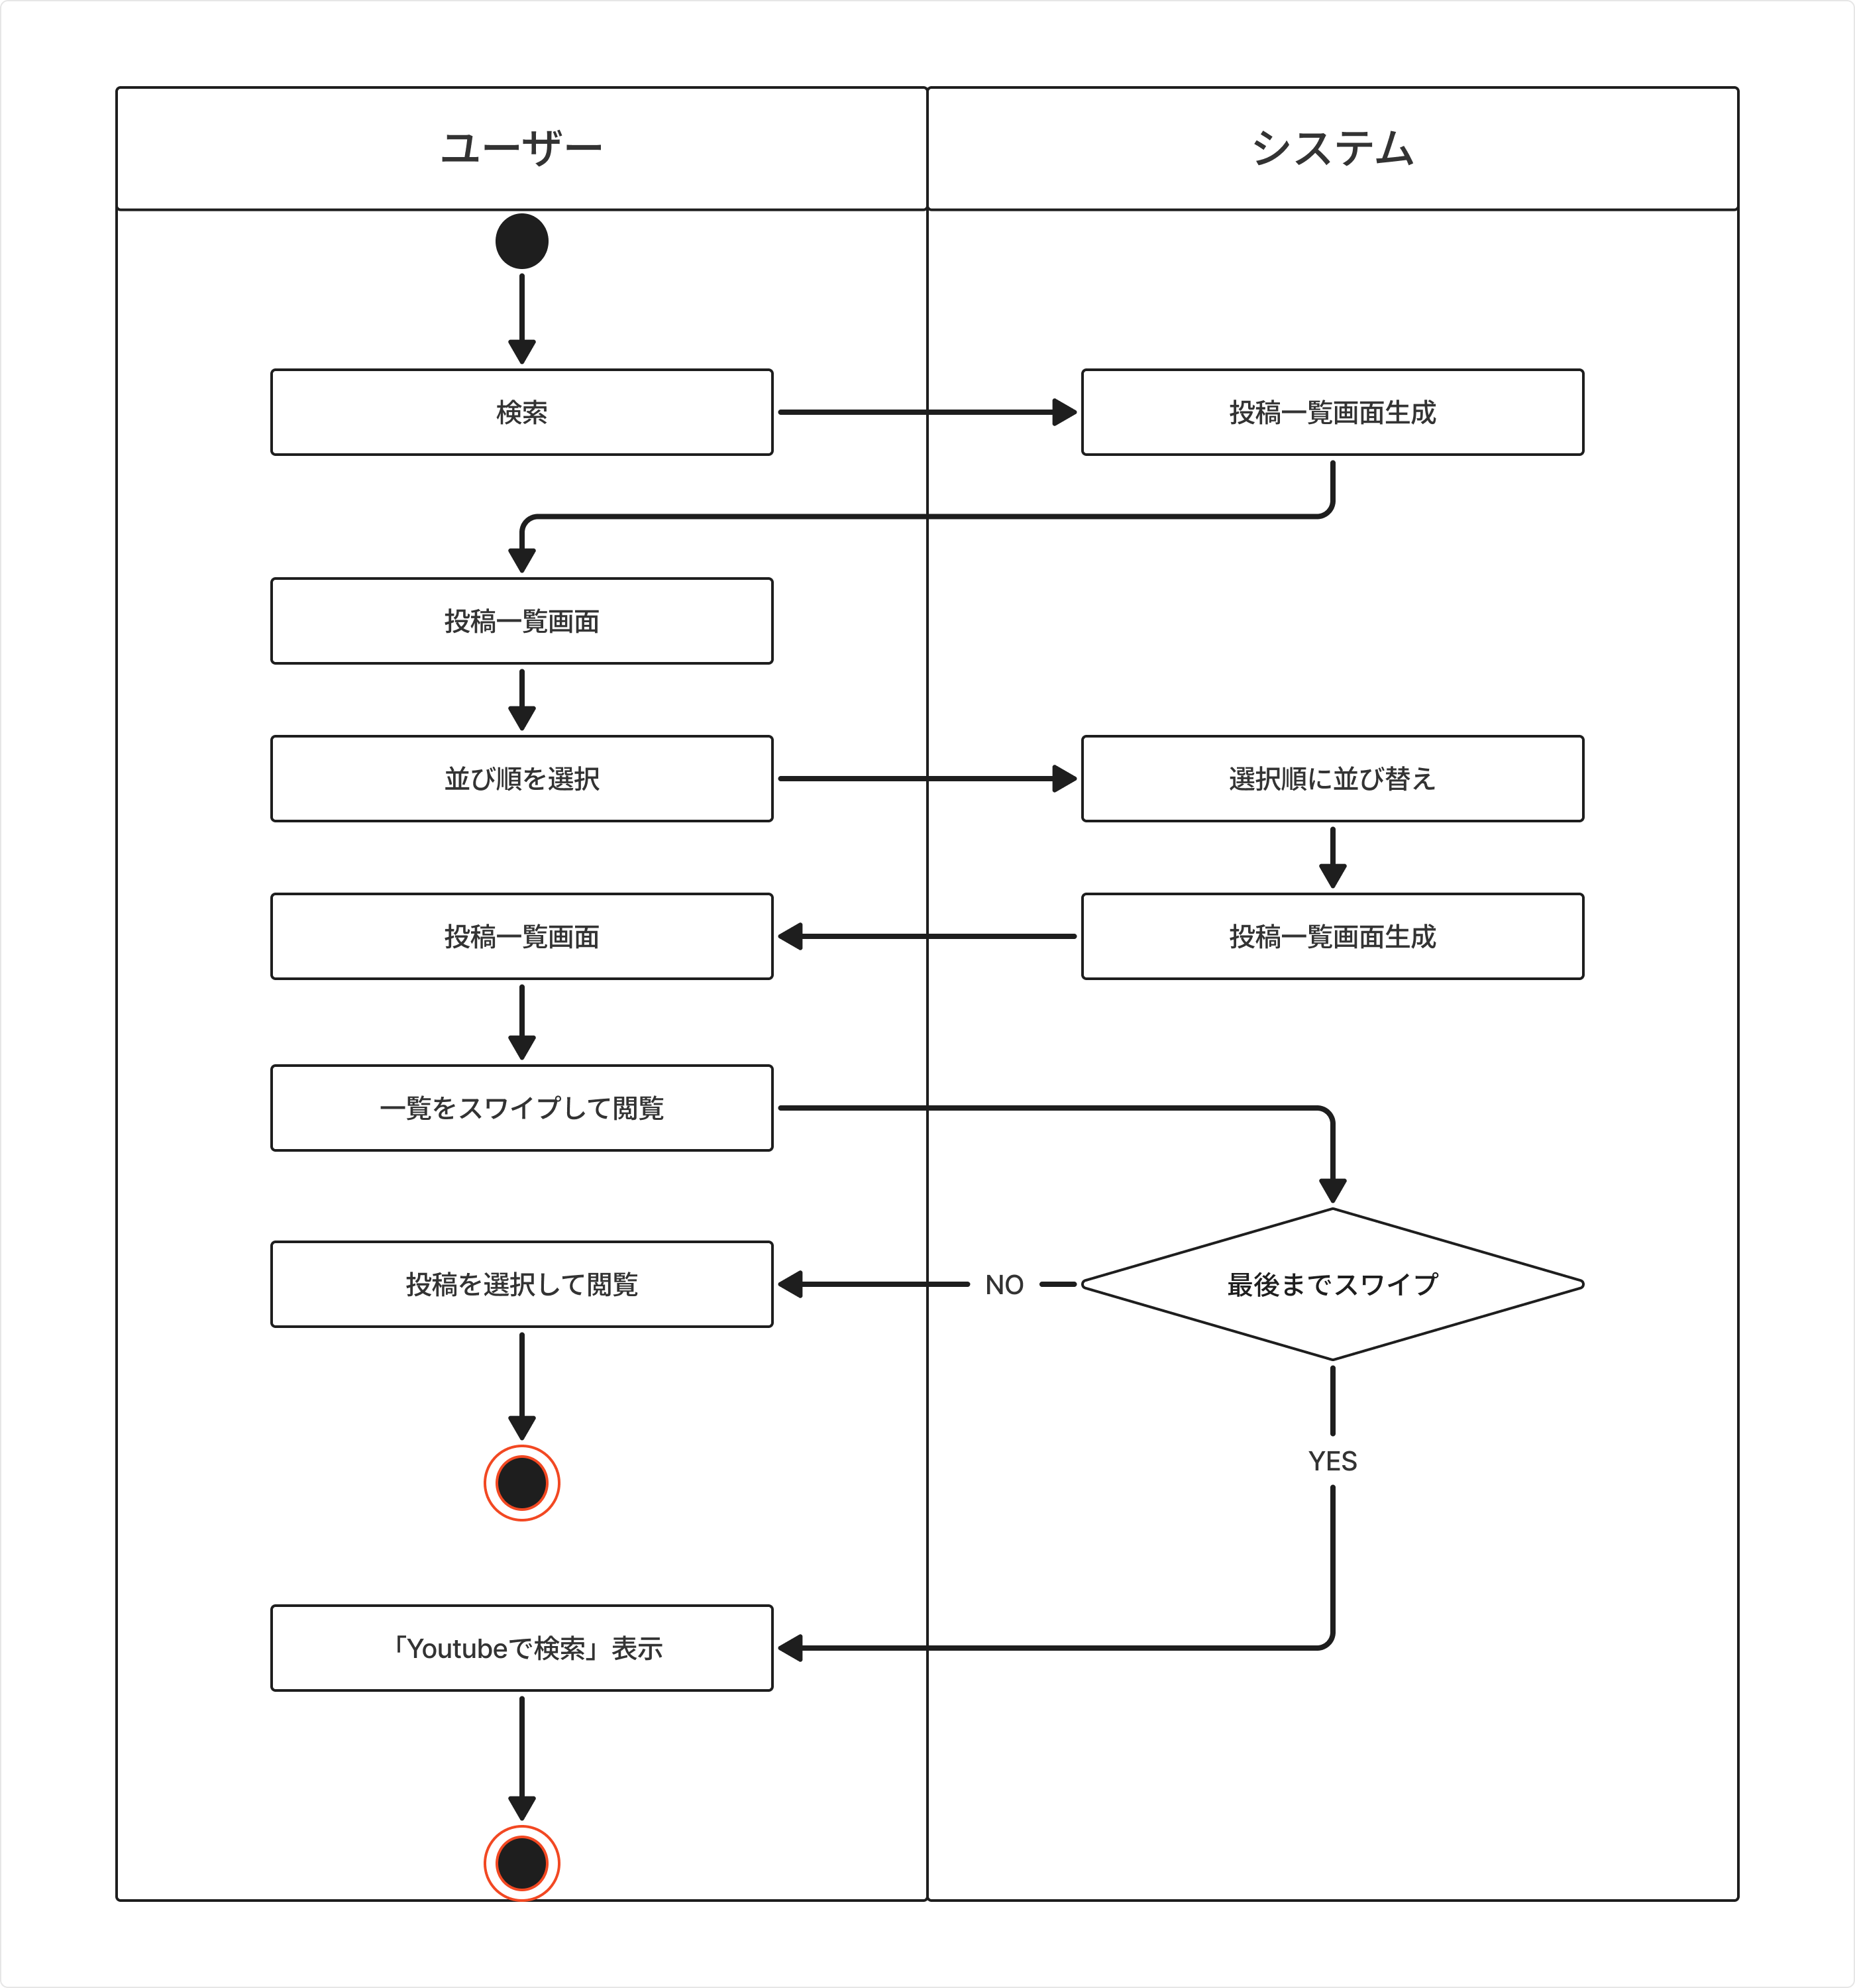 ユーザー
システム
検索
投稿一覧画面生成
投稿一覧画面
並び順を選択
選択順に並び替え
投稿一覧画面
投稿一覧画面生成
一覧をスワイプして閲覧
投稿を選択して閲覧
NO
最後までスワイプ
YES
「Youtubeで検索」表示